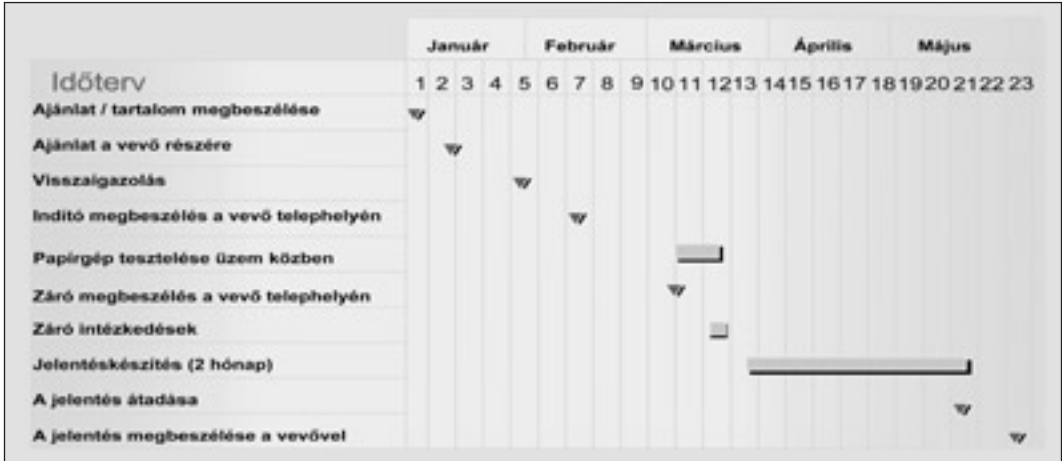 Január Február Március Április Május
Időterv 1 2 3 4 5 6 7 8 9 10 11 12 13 14 15 16 17 18 19 20 21 22 23
Ajánlat / tartalom megbeszélése
Ajánlat a vevő részére
Visszaigazolás
Indító megbeszélés a vevő telephelyén
Papírgép tesztelése üzem közben
Záró megbeszélés a vevő telephelyén
Záró intézkedések
Jelentéskészítés (2 hónap)
A jelentés átadása
A jelentés megbeszélése a vevővel